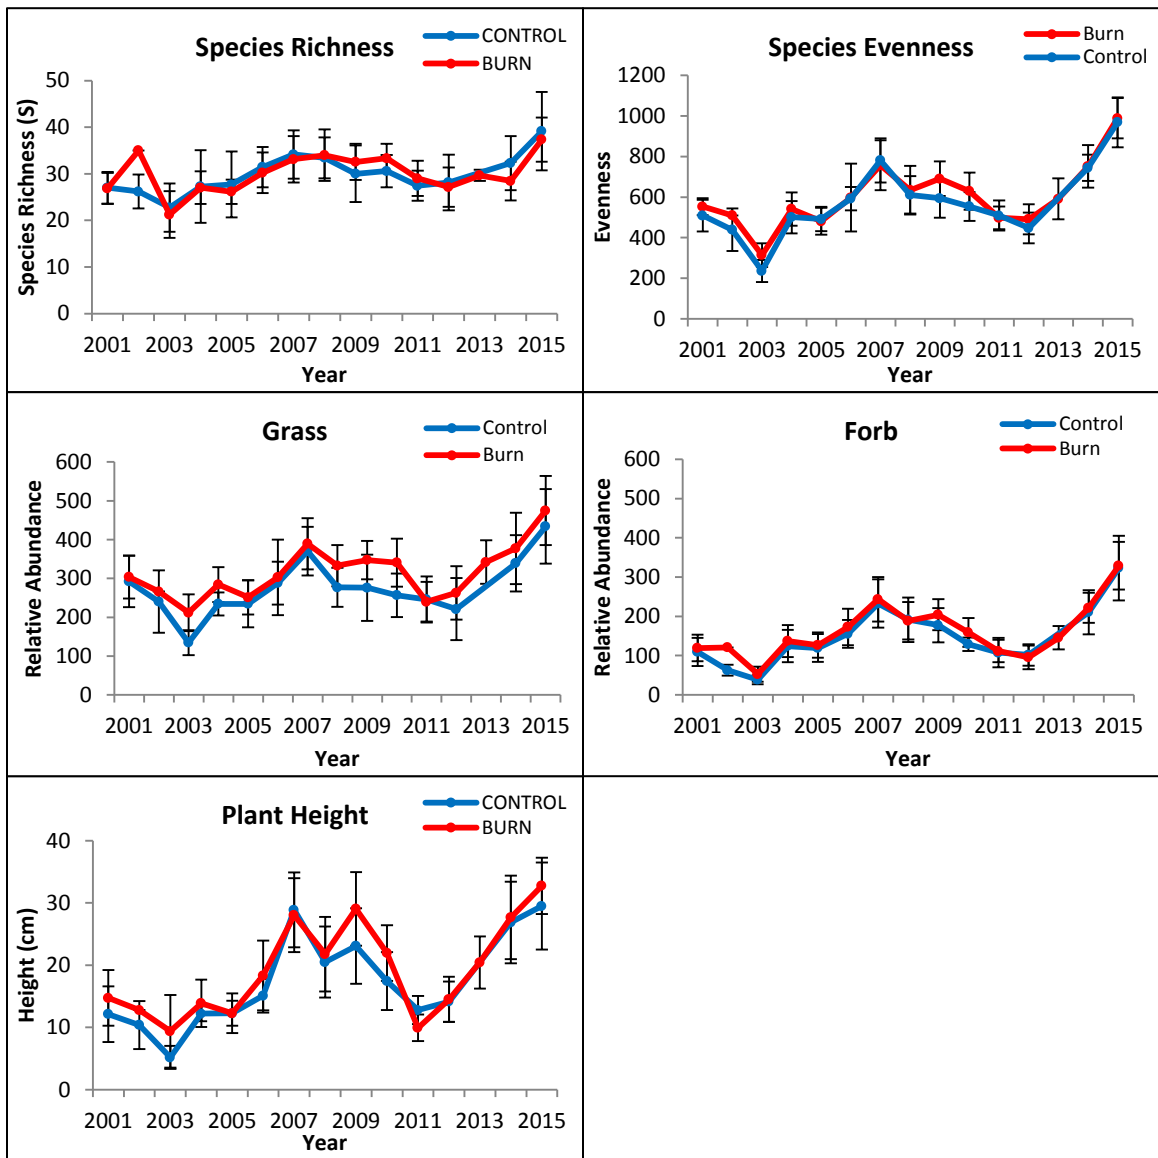 Species Richness
CONTROL
BURN
Species Richness (S)
50
40
30
20
10
0
2001 2003 2005 2007 2009 2011 2013 2015
Year
Species Evenness
Burn
Control
Evenness
1200
1000
800
600
400
200
0
2001 2003 2005 2007 2009 2011 2013 2015
Year
Grass
Control
Burn
Relative Abundance
600
500
400
300
200
100
0
2001 2003 2005 2007 2009 2011 2013 2015
Year
Forb
Control
Burn
Relative Abundance
600
500
400
300
200
100
0
2001 2003 2005 2007 2009 2011 2013 2015
Year
Plant Height
CONTROL
BURN
Height (cm)
40
30
20
10
0
2001 2003 2005 2007 2009 2011 2013 2015
Year